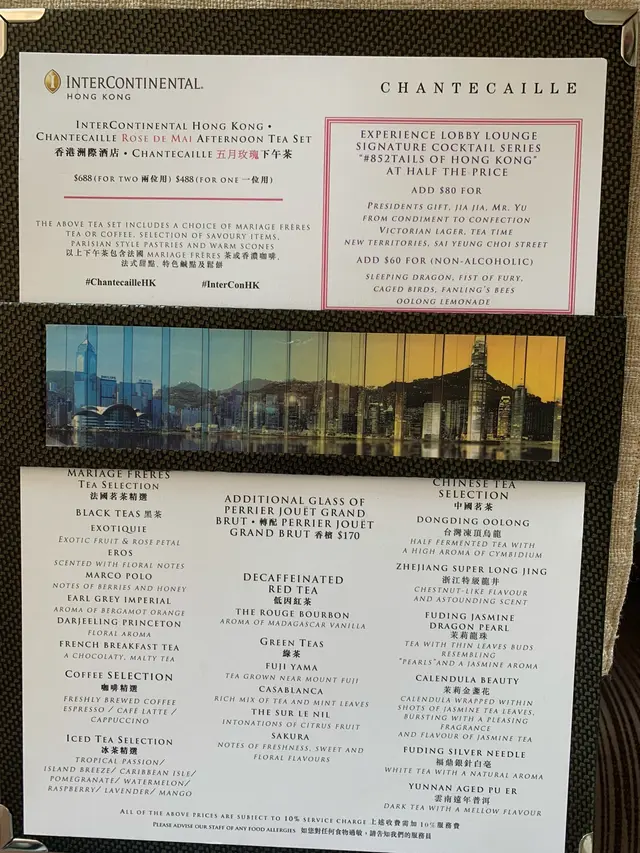 INTERCONTINENTAL®
HONG KONG
CHANTECAILLE
INTERCONTINENTAL HONG KONG •
CHANTECAILLE ROSE DE MAI AFTERNOON TEA SET
香港洲際酒店 • CHANTECAILLE 五月玫瑰下午茶
$688 (FOR TWO 兩位用) $488 (FOR ONE 一位用)
THE ABOVE TEA SET INCLUDES A CHOICE OF MARIAGE FRÈRES
TEA OR COFFEE, SELECTION OF SAVOURY ITEMS,
PARISIAN STYLE PASTRIES AND WARM SCONES
以上下午茶包含法國 MARIAGE FRÈRES 茶或香濃咖啡,
法式甜點, 特色鹹點及鬆餅
#ChantecailleHK #InterConHK
EXPERIENCE LOBBY LOUNGE
SIGNATURE COCKTAIL SERIES
"#852TAILS OF HONG KONG"
AT HALF THE PRICE
ADD $80 FOR
PRESIDENTS GIFT, JIA JIA, MR. YU
FROM CONDIMENT TO CONFECTION
VICTORIAN LAGER, TEA TIME
NEW TERRITORIES, SAI YEUNG CHOI STREET
ADD $60 FOR (NON-ALCOHOLIC)
SLEEPING DRAGON, FIST OF FURY,
CAGED BIRDS, FANLING'S BEES
OOLONG LEMONADE
MARIAGE FRÈRES
TEA SELECTION
法國茗茶精選
BLACK TEAS 黑茶
EXOTIQUIE
EXOTIC FRUIT & ROSE PETAL
EROS
SCENTED WITH FLORAL NOTES
MARCO POLO
NOTES OF BERRIES AND HONEY
EARL GREY IMPERIAL
AROMA OF BERGAMOT ORANGE
DARJEELING PRINCETON
FLORAL AROMA
FRENCH BREAKFAST TEA
A CHOCOLATY, MALTY TEA
COFFEE SELECTION
咖啡精選
FRESHLY BREWED COFFEE
ESPRESSO / CAFÉ LATTE /
CAPPUCCINO
ICED TEA SELECTION
冰茶精選
TROPICAL PASSION/
ISLAND BREEZE/ CARIBBEAN ISLE/
POMEGRANATE/ WATERMELON/
RASPBERRY/ LAVENDER/ MANGO
ADDITIONAL GLASS OF
PERRIER JOUËT GRAND
BRUT • 轉配 PERRIER JOUËT
GRAND BRUT 香檳 $170
DECAFFEINATED
RED TEA
低因紅茶
THE ROUGE BOURBON
AROMA OF MADAGASCAR VANILLA
GREEN TEAS
綠茶
FUJI YAMA
TEA GROWN NEAR MOUNT FUJI
CASABLANCA
RICH MIX OF TEA AND MINT LEAVES
THE SUR LE NIL
INTONATIONS OF CITRUS FRUIT
SAKURA
NOTES OF FRESHNESS, SWEET AND
FLORAL FLAVOURS
CHINESE TEA
SELECTION
中國茗茶
DONGDING OOLONG
台灣凍頂烏龍
HALF FERMENTED TEA WITH
A HIGH AROMA OF CYMBIDIUM
ZHEJIANG SUPER LONG JING
浙江特級龍井
CHESTNUT-LIKE FLAVOUR
AND ASTOUNDING SCENT
FUDING JASMINE
DRAGON PEARL
茉莉龍珠
TEA WITH THIN LEAVES BUDS
RESEMBLING
"PEARLS"AND A JASMINE AROMA
CALENDULA BEAUTY
茉莉金盞花
CALENDULA WRAPPED WITHIN
SHOTS OF JASMINE TEA LEAVES,
BURSTING WITH A PLEASING
FRAGRANCE
AND FLAVOUR OF JASMINE TEA
FUDING SILVER NEEDLE
福鼎銀針白毫
WHITE TEA WITH A NATURAL AROMA
YUNNAN AGED PU ER
雲南遠年普洱
DARK TEA WITH A MELLOW FLAVOUR
ALL OF THE ABOVE PRICES ARE SUBJECT TO 10% SERVICE CHARGE 上述收費需加 10% 服務費
PLEASE ADVISE OUR STAFF OF ANY FOOD ALLERGIES 如您對任何食物過敏, 請告知我們的服務員